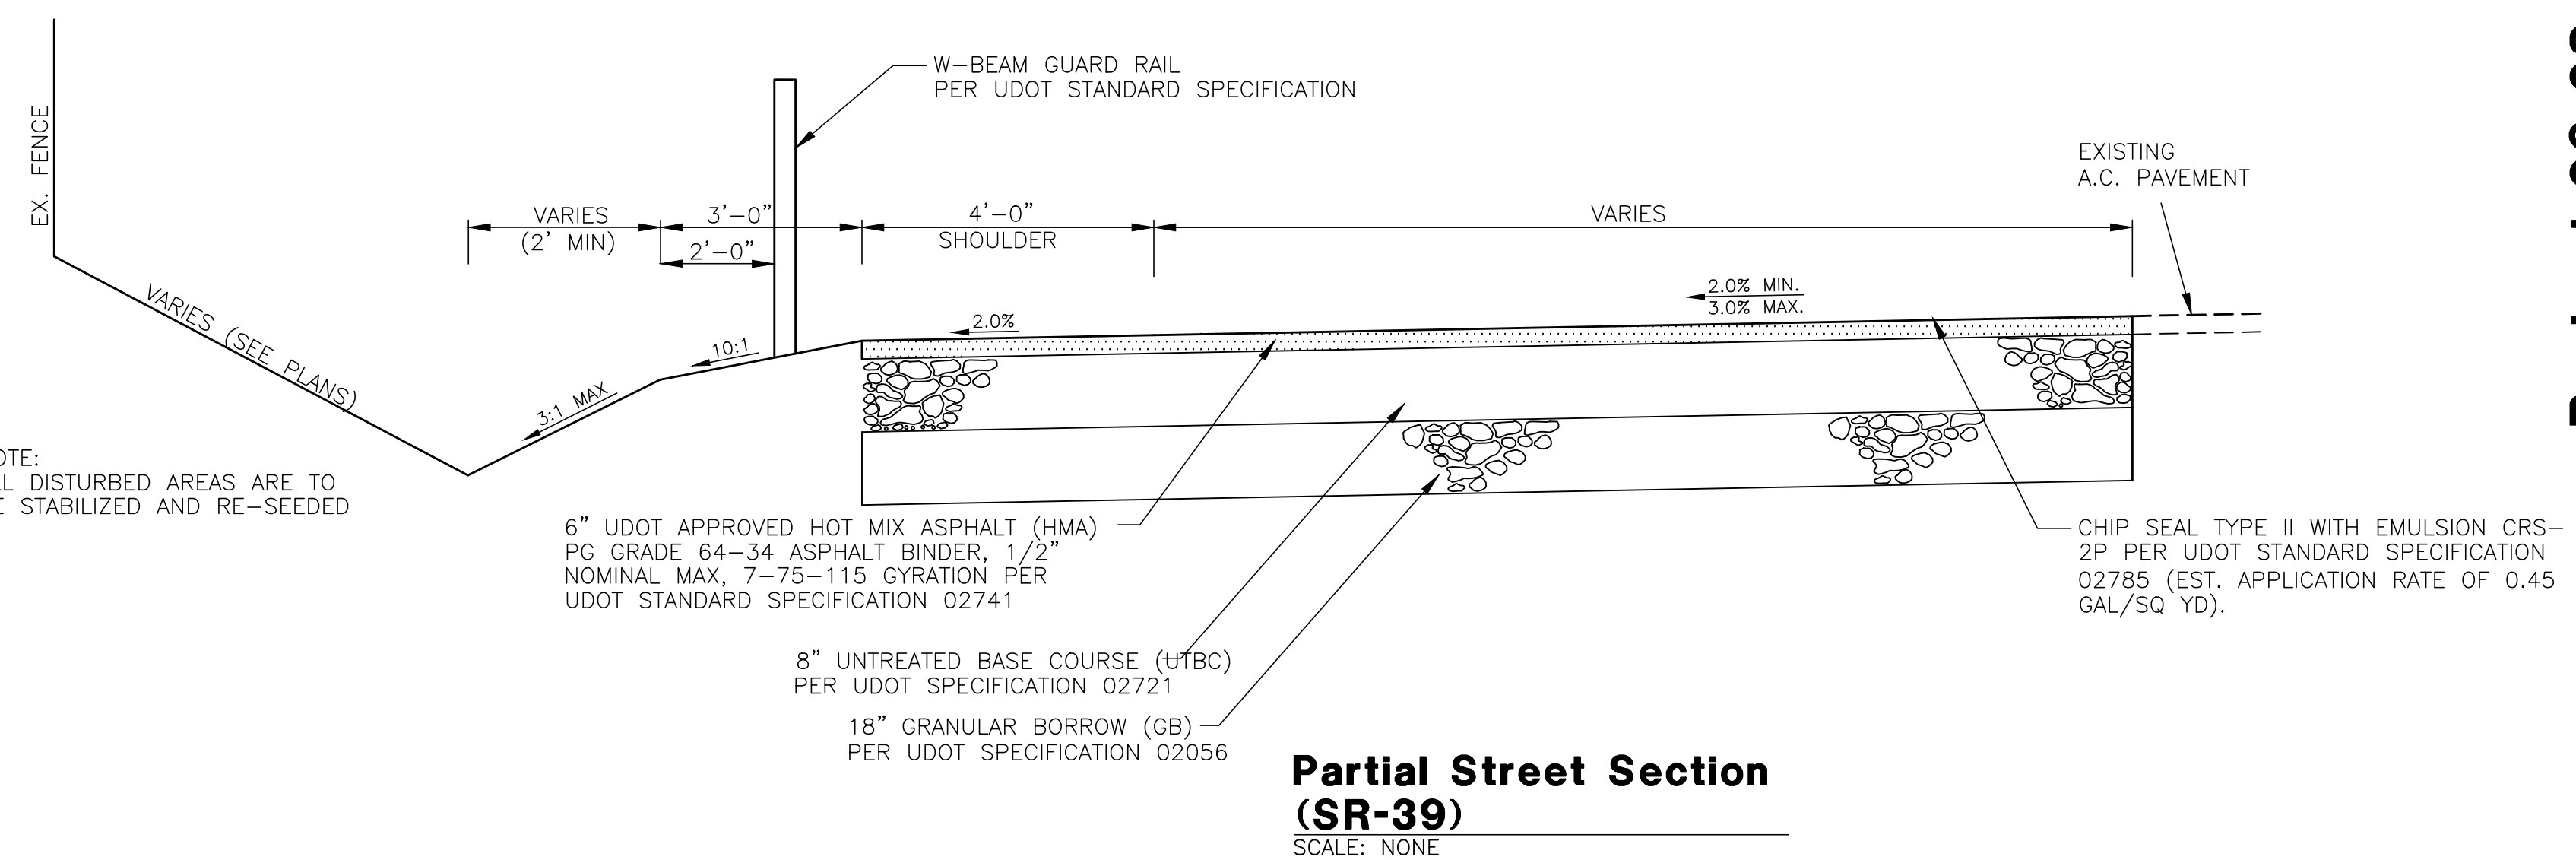 W-BEAM GUARD RAIL
PER UDOT STANDARD SPECIFICATION
EX. FENCE
EXISTING
A.C. PAVEMENT
VARIES
(2' MIN)
3'-0"
2'-0"
4'-0"
SHOULDER
VARIES
VARIES (SEE PLANS)
3:1 MAX
10:1
2.0%
2.0% MIN.
3.0% MAX.
OTE:
LL DISTURBED AREAS ARE TO
E STABILIZED AND RE-SEEDED
6" UDOT APPROVED HOT MIX ASPHALT (HMA)
PG GRADE 64-34 ASPHALT BINDER, 1/2"
NOMINAL MAX, 7-75-115 GYRATION PER
UDOT STANDARD SPECIFICATION 02741
8" UNTREATED BASE COURSE (UTBC)
PER UDOT SPECIFICATION 02721
18" GRANULAR BORROW (GB)
PER UDOT SPECIFICATION 02056
CHIP SEAL TYPE II WITH EMULSION CRS-
2P PER UDOT STANDARD SPECIFICATION
02785 (EST. APPLICATION RATE OF 0.45
GAL/SQ YD).
Partial Street Section
(SR-39)
SCALE: NONE